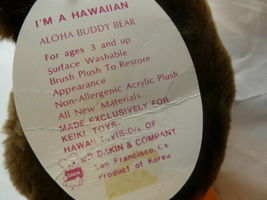 I'M A HAWAIIAN
ALOHA BUDDY BEAR
For ages 3 and up
Surface Washable
Brush Plush To Restore
Appearance
Non-Allergenic Acrylic Plush
All New Materials
MADE EXCLUSIVELY FOR
KEIKI TOYS-
HAWAII DIVISION OF
R. DAKIN & COMPANY
San Francisco, Ca.
Product of Korea
DAKIN